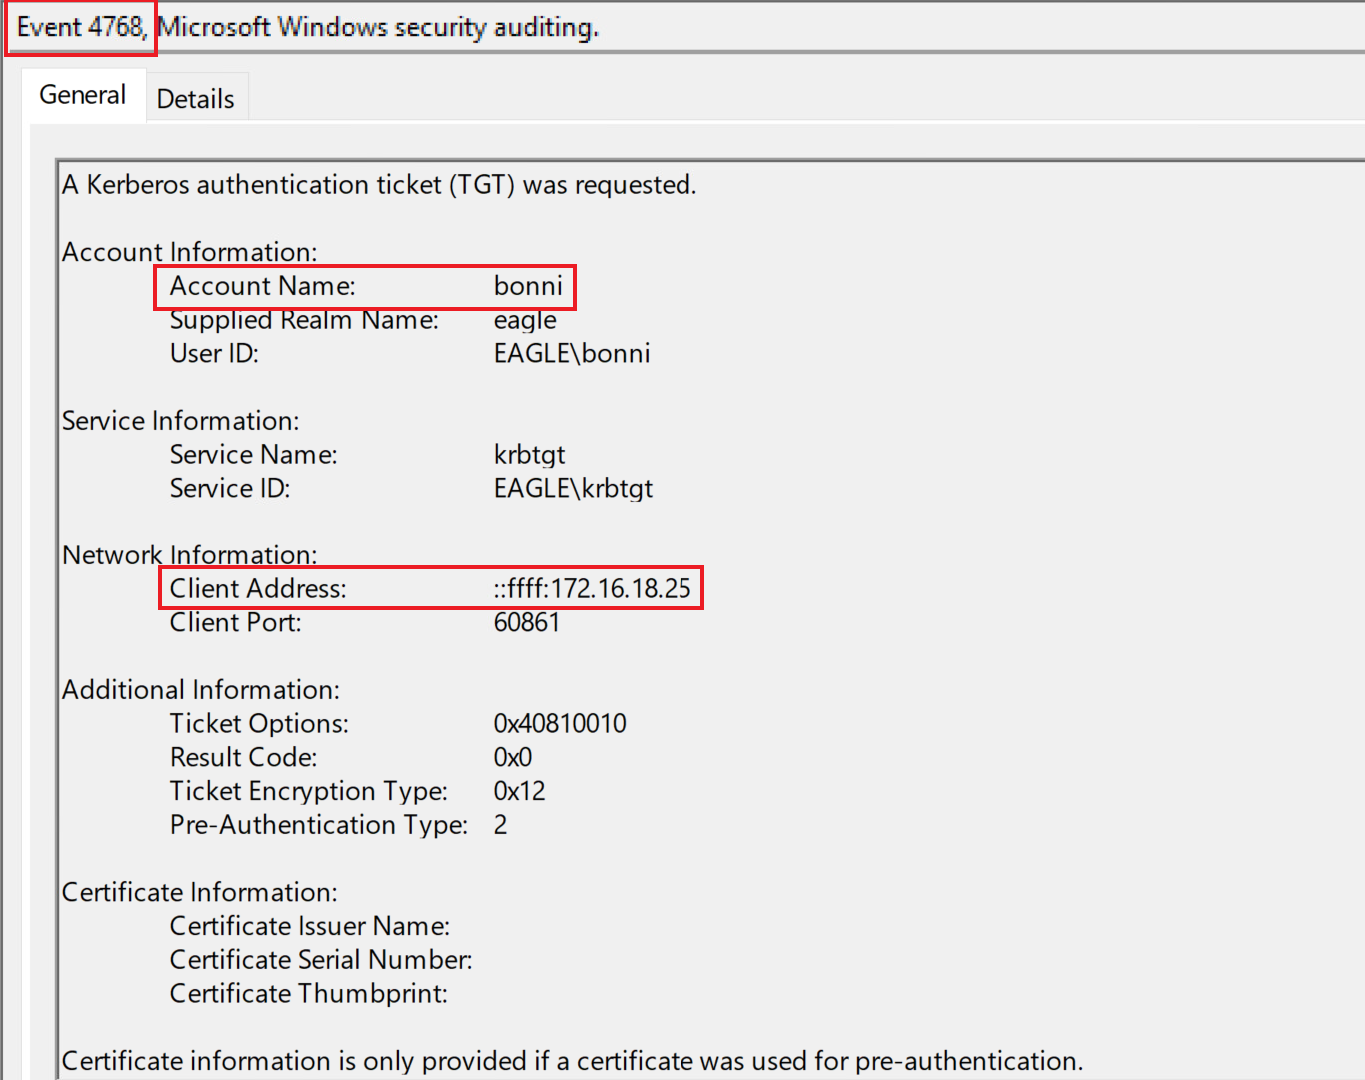 Event 4768, Microsoft Windows security auditing.
General Details
A Kerberos authentication ticket (TGT) was requested.
Account Information:
Account Name: bonni
Supplied Realm Name: eagle
User ID: EAGLE\bonni
Service Information:
Service Name: krbtgt
Service ID: EAGLE\krbtgt
Network Information:
Client Address: ::ffff:172.16.18.25
Client Port: 60861
Additional Information:
Ticket Options: 0x40810010
Result Code: 0x0
Ticket Encryption Type: 0x12
Pre-Authentication Type: 2
Certificate Information:
Certificate Issuer Name:
Certificate Serial Number:
Certificate Thumbprint:
Certificate information is only provided if a certificate was used for pre-authentication.